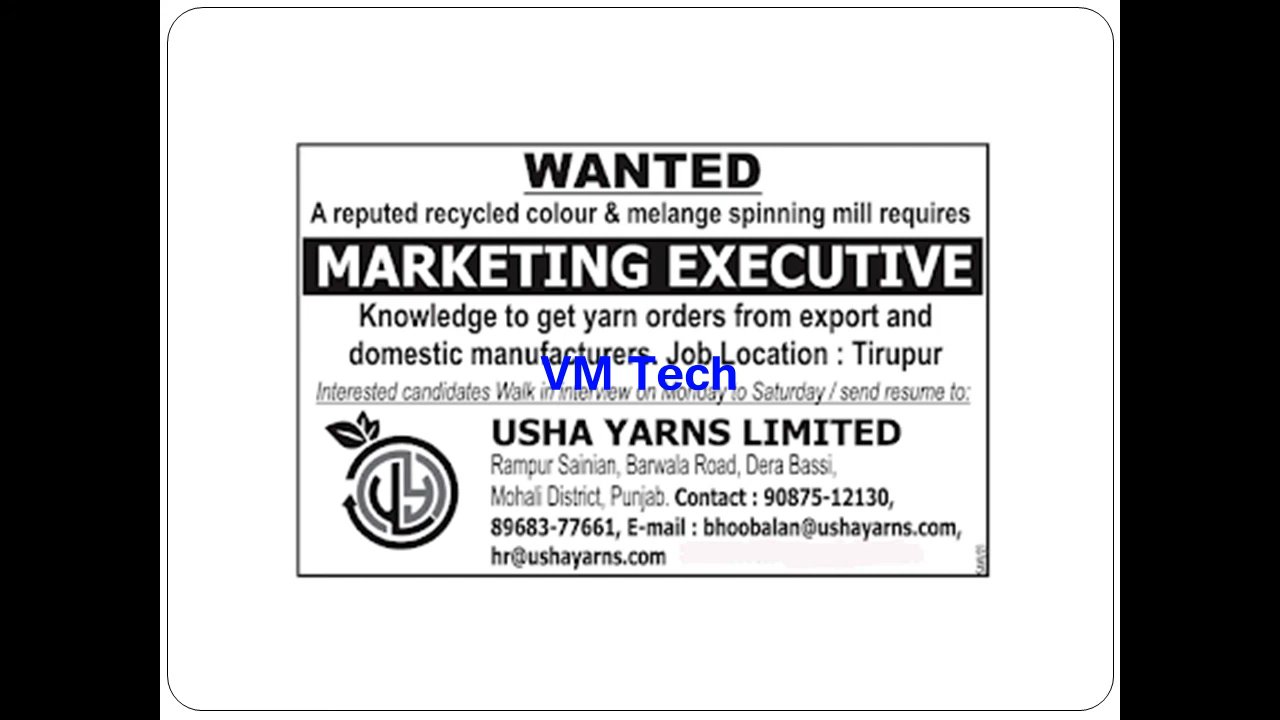 WANTED
A reputed recycled colour & melange spinning mill requires
MARKETING EXECUTIVE
Knowledge to get yarn orders from export and
domestic manufacturers. Job Location : Tirupur
VM Tech
Interested candidates Walk in Interview on Monday to Saturday / send resume to:
USHA YARNS LIMITED
Rampur Sainian, Barwala Road, Dera Bassi,
Mohali District, Punjab. Contact : 90875-12130,
89683-77661, E-mail : bhoobalan@ushayarns.com,
hr@ushayarns.com